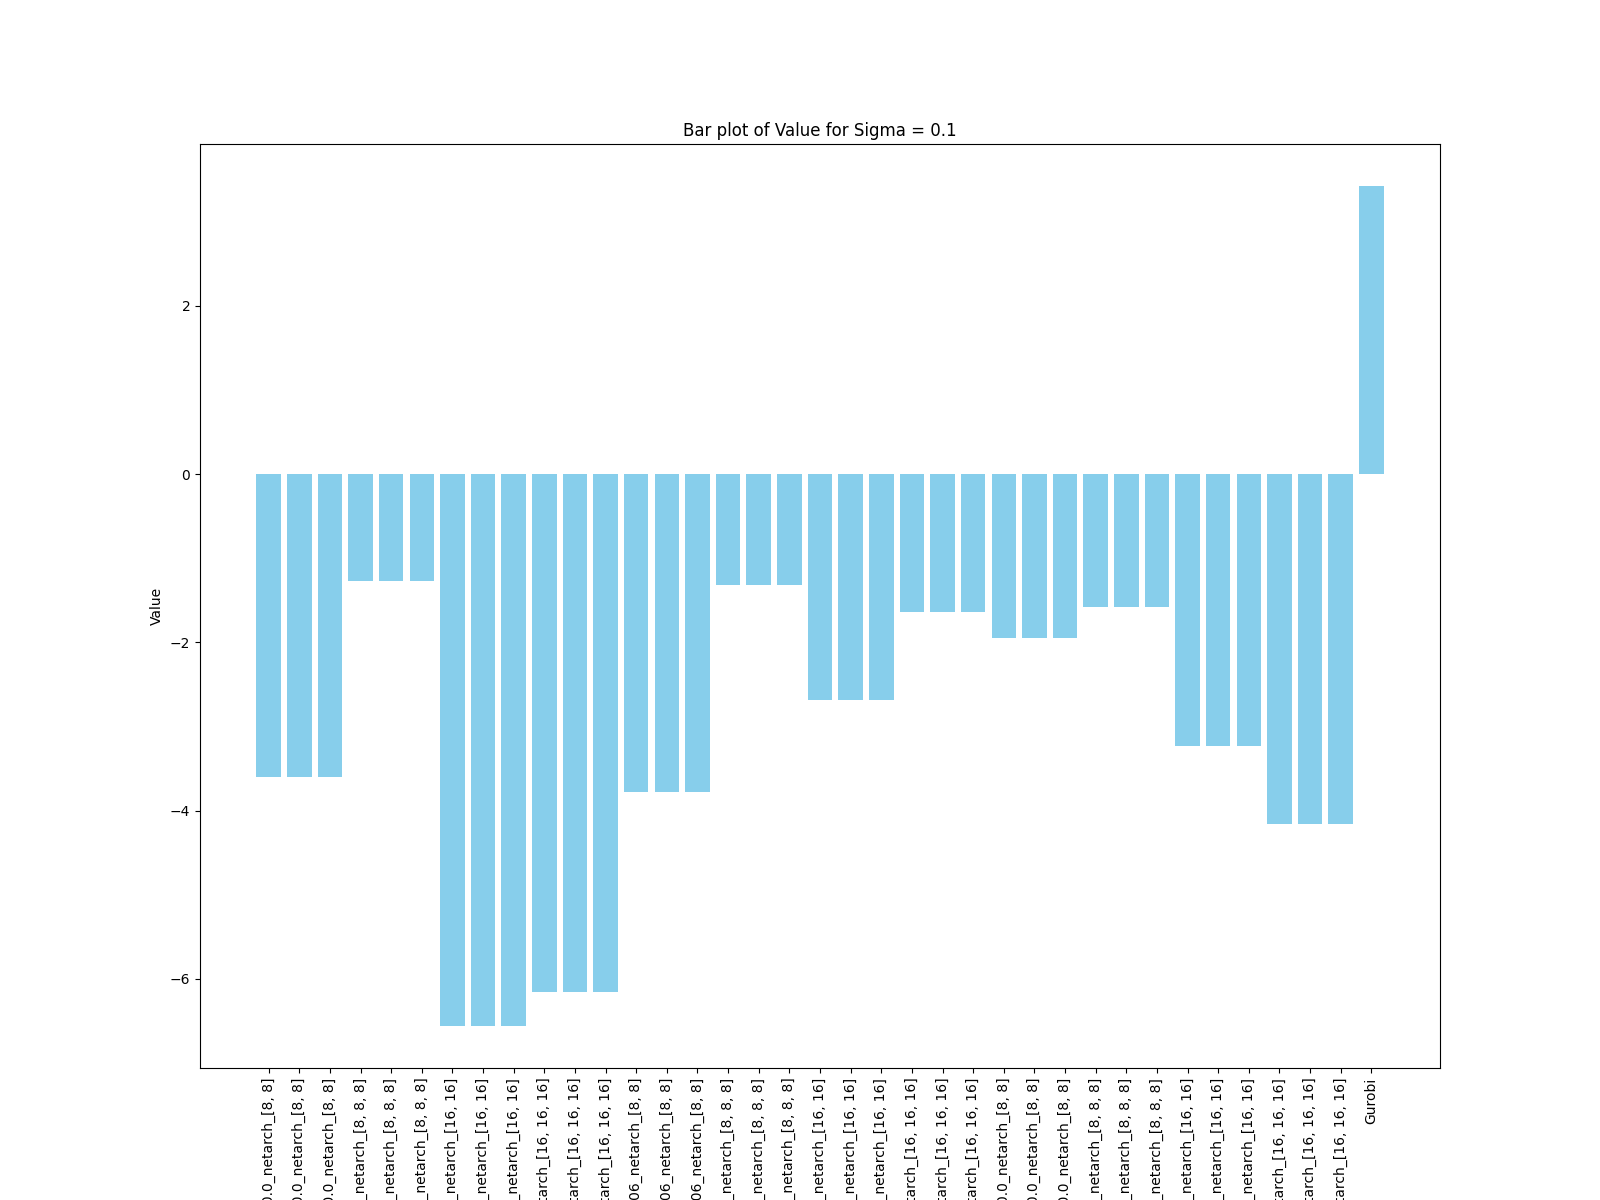 Bar plot of Value for Sigma = 0.1
Value
2
0
−2
−4
−6
.0_netarch_[8, 8]
.0_netarch_[8, 8]
.0_netarch_[8, 8]
_netarch_[8, 8, 8]
_netarch_[8, 8, 8]
_netarch_[8, 8, 8]
_netarch_[16, 16]
_netarch_[16, 16]
_netarch_[16, 16]
arch_[16, 16, 16]
arch_[16, 16, 16]
arch_[16, 16, 16]
06_netarch_[8, 8]
06_netarch_[8, 8]
06_netarch_[8, 8]
_netarch_[8, 8, 8]
_netarch_[8, 8, 8]
_netarch_[8, 8, 8]
_netarch_[16, 16]
_netarch_[16, 16]
_netarch_[16, 16]
arch_[16, 16, 16]
arch_[16, 16, 16]
arch_[16, 16, 16]
.0_netarch_[8, 8]
.0_netarch_[8, 8]
.0_netarch_[8, 8]
_netarch_[8, 8, 8]
_netarch_[8, 8, 8]
_netarch_[8, 8, 8]
_netarch_[16, 16]
_netarch_[16, 16]
_netarch_[16, 16]
arch_[16, 16, 16]
arch_[16, 16, 16]
arch_[16, 16, 16]
Gurobi